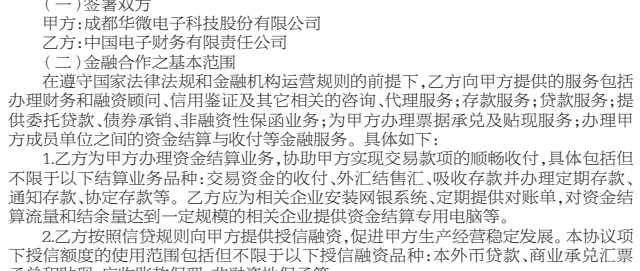 (一)签署双方
甲方:成都华微电子科技股份有限公司
乙方:中国电子财务有限责任公司
(二)金融合作之基本范围
在遵守国家法律法规和金融机构运营规则的前提下,乙方向甲方提供的服务包括
办理财务和融资顾问、信用鉴证及其它相关的咨询、代理服务;存款服务;贷款服务;提
供委托贷款、债券承销、非融资性保函业务;为甲方办理票据承兑及贴现服务;办理甲
方成员单位之间的资金结算与收付等金融服务。具体如下:
1.乙方为甲方办理资金结算业务,协助甲方实现交易款项的顺畅收付,具体包括但
不限于以下结算业务品种:交易资金的收付、外汇结售汇、吸收存款并办理定期存款、
通知存款、协定存款等。乙方应为相关企业安装网银系统、定期提供对账单,对资金结
算流量和结余量达到一定规模的相关企业提供资金结算专用电脑等。
2.乙方按照信贷规则向甲方提供授信融资,促进甲方生产经营稳定发展。本协议项
下授信额度的使用范围包括但不限于以下授信融资品种:本外币贷款、商业承兑汇票